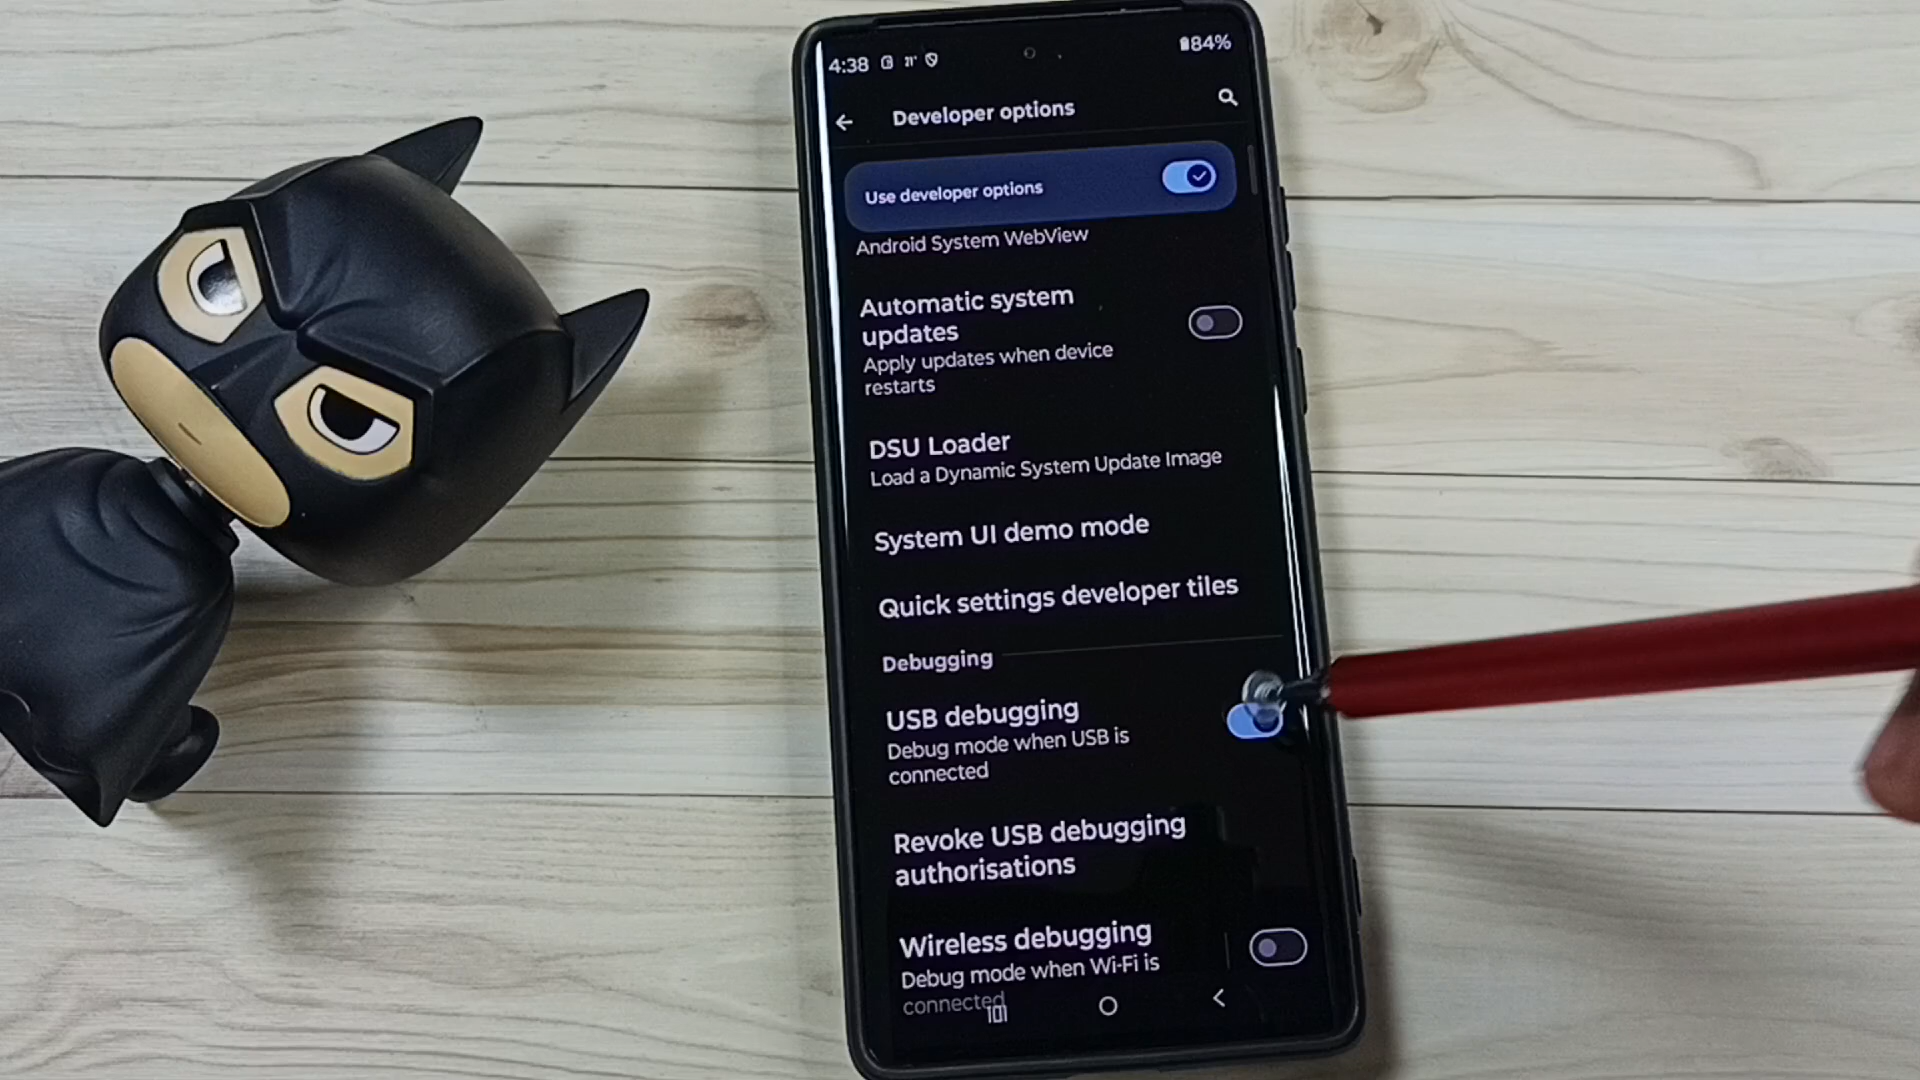 4:38
84%
Developer options
Use developer options
Android System WebView
Automatic system
updates
Apply updates when device
restarts
DSU Loader
Load a Dynamic System Update Image
System UI demo mode
Quick settings developer tiles
Debugging
USB debugging
Debug mode when USB is
connected
Revoke USB debugging
authorisations
Wireless debugging
Debug mode when Wi-Fi is
connected